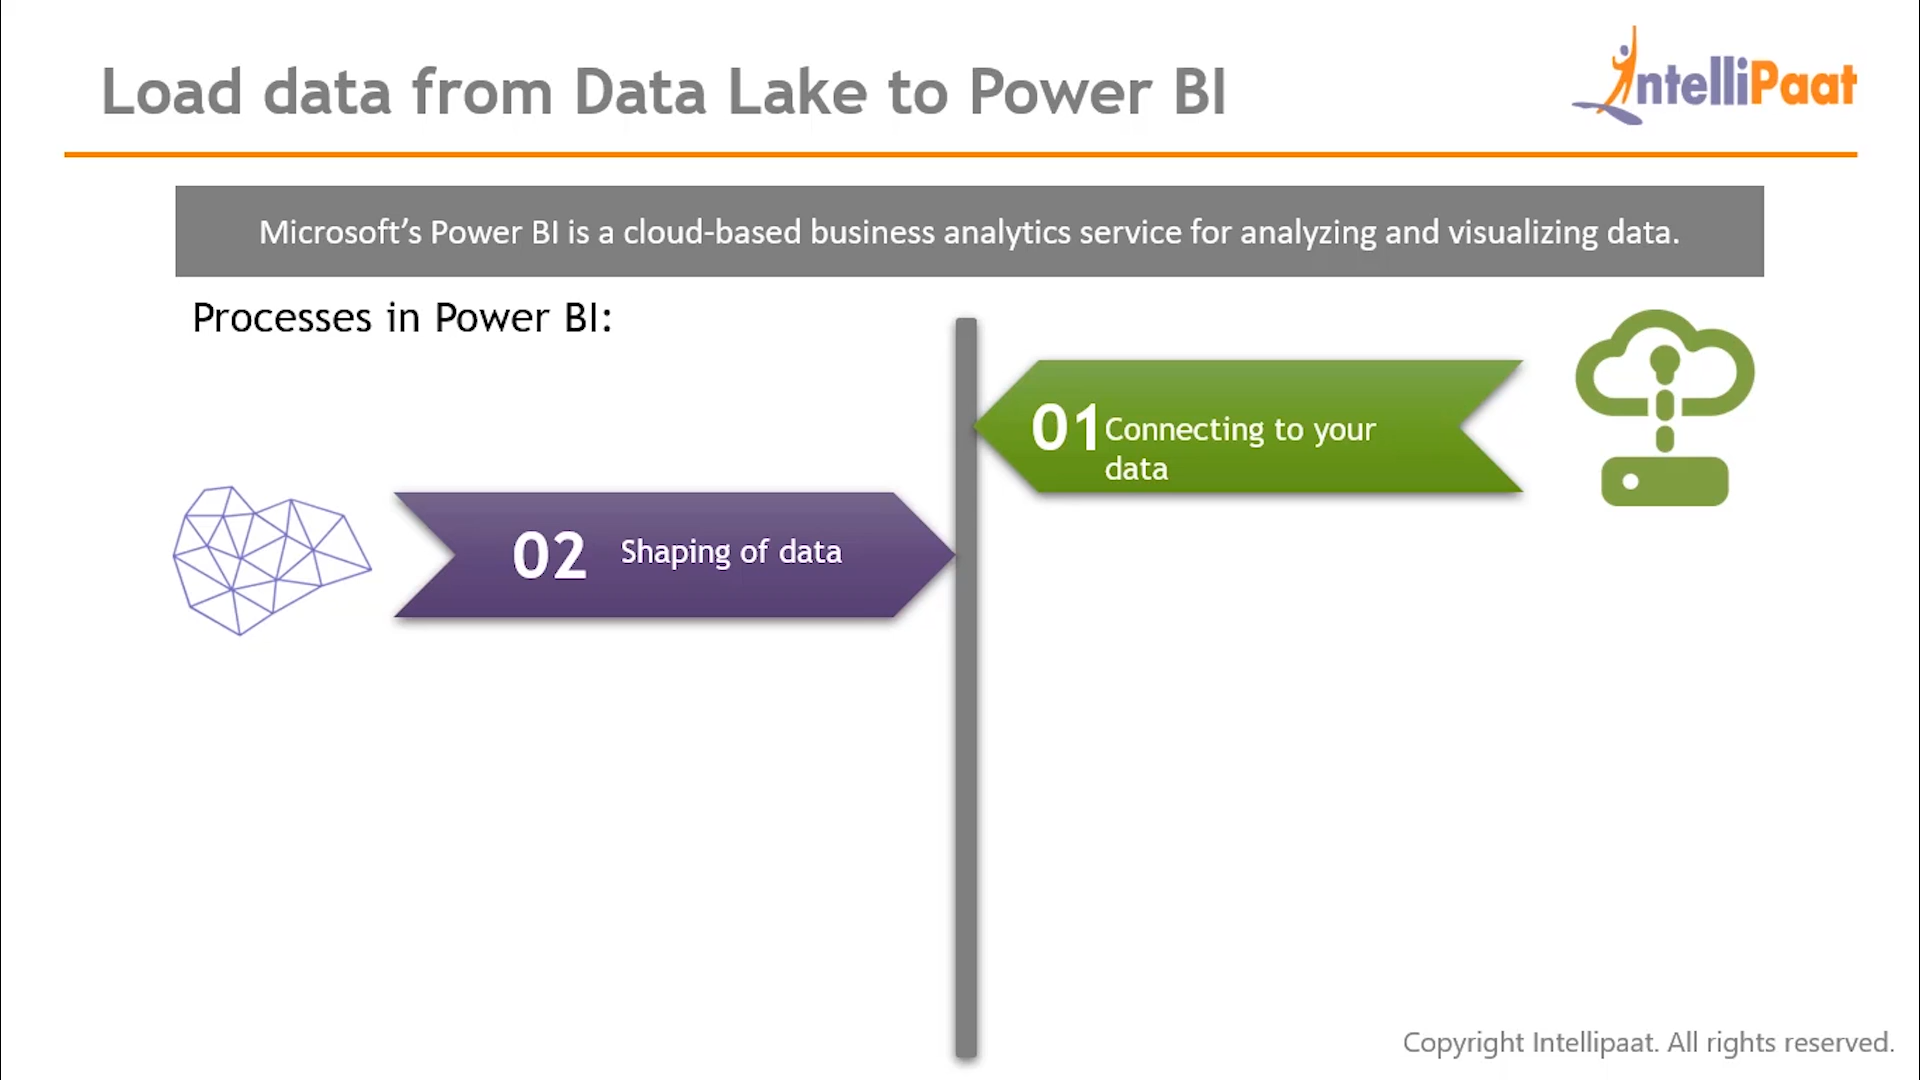 Load data from Data Lake to Power BI
IntelliPaat
Microsoft’s Power BI is a cloud-based business analytics service for analyzing and visualizing data.
Processes in Power BI:
01 Connecting to your
data
02 Shaping of data
Copyright Intellipaat. All rights reserved.